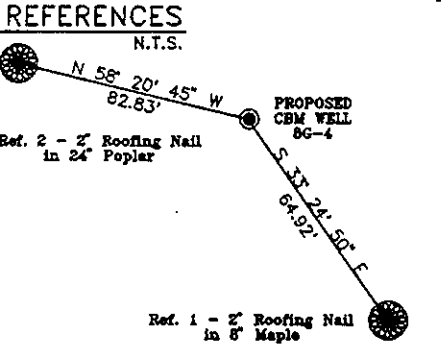 REFERENCES
N.T.S.
N 58° 20' 45" W
82.83'
PROPOSED
CBM WELL
8G-4
Ref. 2 - 2" Roofing Nail
in 24" Poplar
S 33° 24' 50" E
64.92'
Ref. 1 - 2" Roofing Nail
in 8" Maple